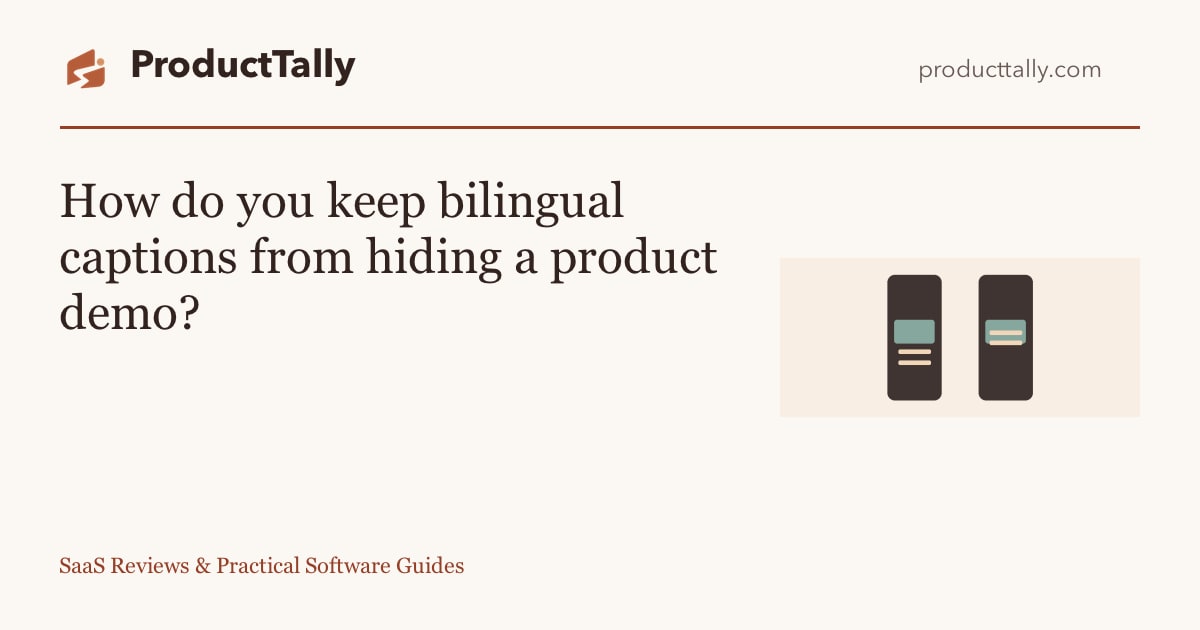 ProductTally
producttally.com
How do you keep bilingual
captions from hiding a product
demo?
SaaS Reviews & Practical Software Guides